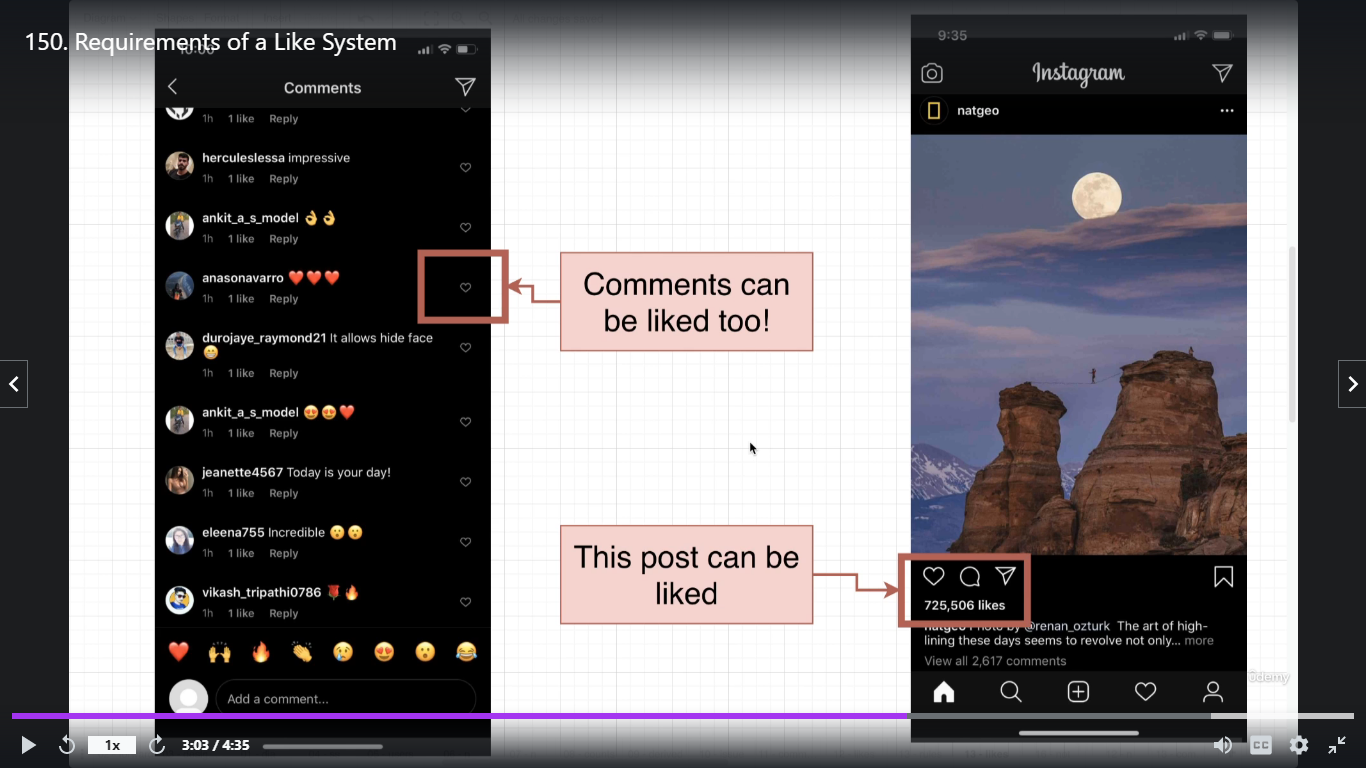 150. Requirements of a Like System
10:06
Comments
1h 1 like Reply
herculeslessa impressive
1h 1 like Reply
ankit_a_s_model 👌👌
1h 1 like Reply
anasonavarro ❤️❤️❤️
1h 1 like Reply
durojaye_raymond21 It allows hide face
😁
1h 1 like Reply
ankit_a_s_model 😍😍❤️
1h 1 like Reply
jeanette4567 Today is your day!
1h 1 like Reply
eleena755 Incredible 😮😮
1h 1 like Reply
vikash_tripathi0786 🌹🔥
1h 1 like Reply
❤️🙌🔥👏😢😍😮😂
Add a comment...
Comments can
be liked too!
This post can be
liked
9:35
Instagram
natgeo
725,506 likes
natgeo Photo by @renan_ozturk The art of high-
lining these days seems to revolve not only... more
View all 2,617 comments
ûdemy
1x
3:03 / 4:35
CC